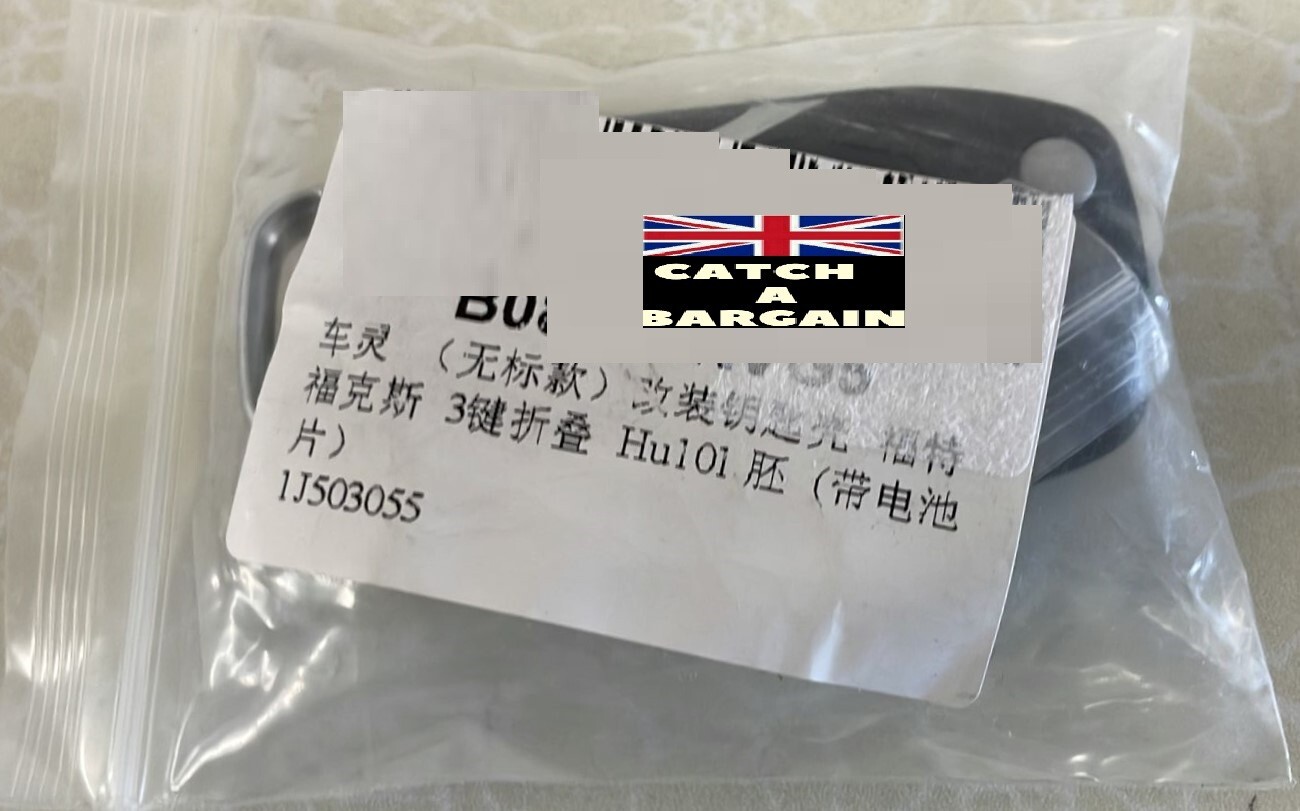 CATCH
A
BARGAIN
车灵 （无标款）改装钥匙壳 福特
福克斯 3键折叠 Hu101 胚（带电池
片）
1J503055